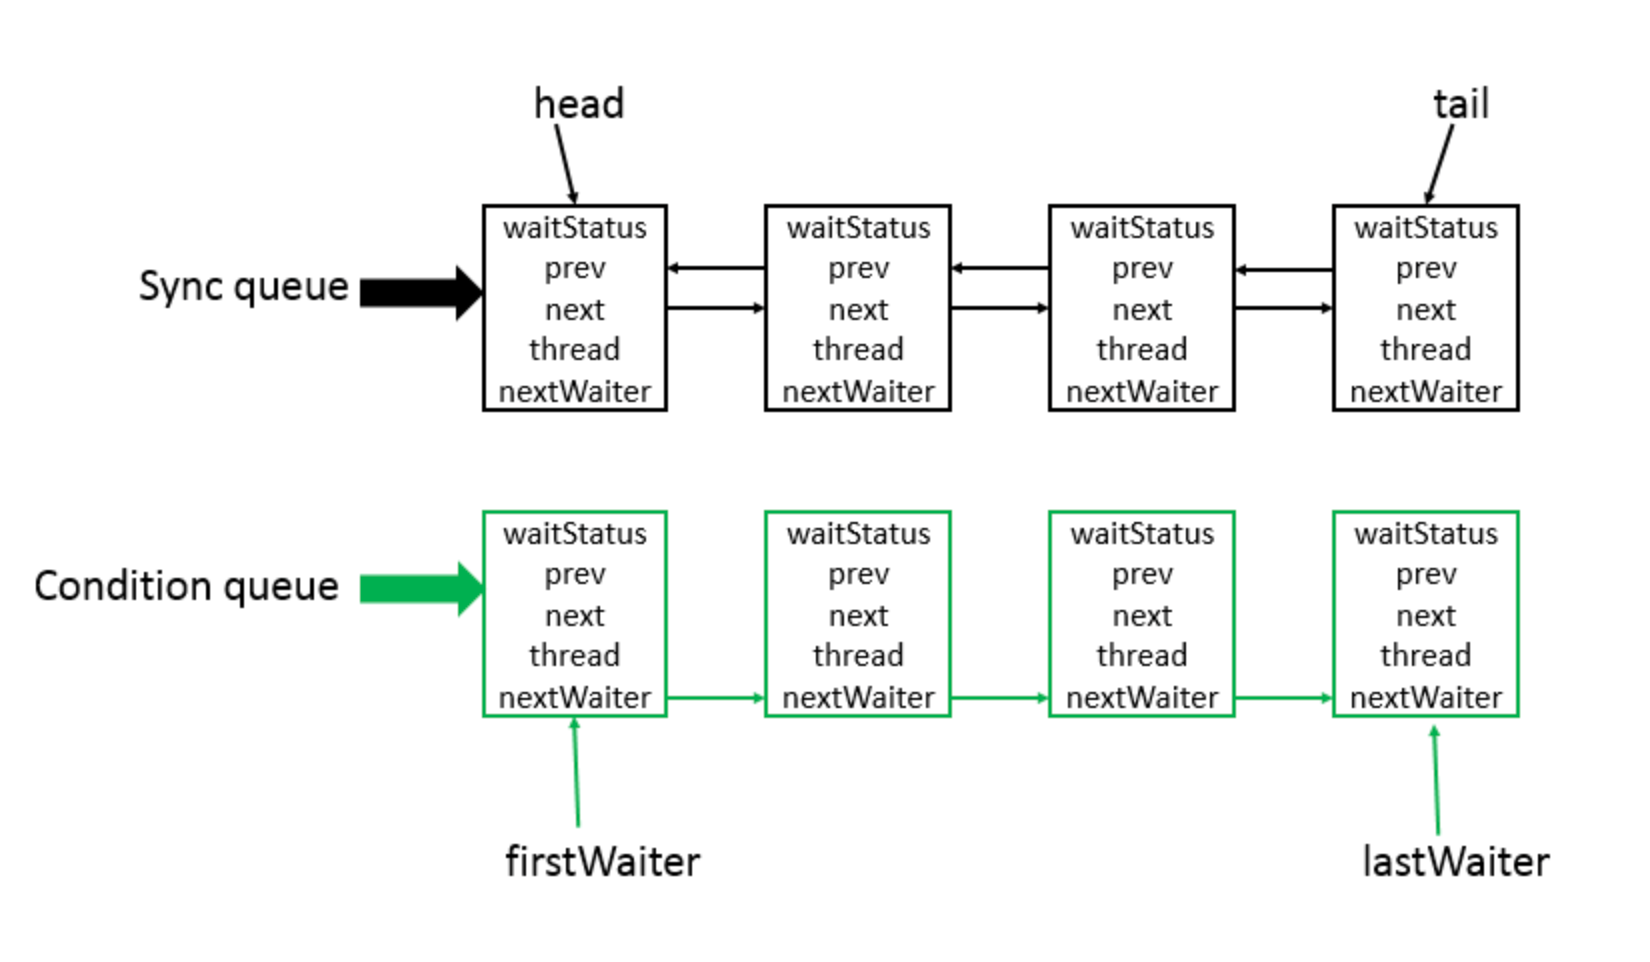 head
tail
Sync queue
waitStatus
prev
next
thread
nextWaiter
waitStatus
prev
next
thread
nextWaiter
waitStatus
prev
next
thread
nextWaiter
waitStatus
prev
next
thread
nextWaiter
Condition queue
waitStatus
prev
next
thread
nextWaiter
waitStatus
prev
next
thread
nextWaiter
waitStatus
prev
next
thread
nextWaiter
waitStatus
prev
next
thread
nextWaiter
firstWaiter
lastWaiter